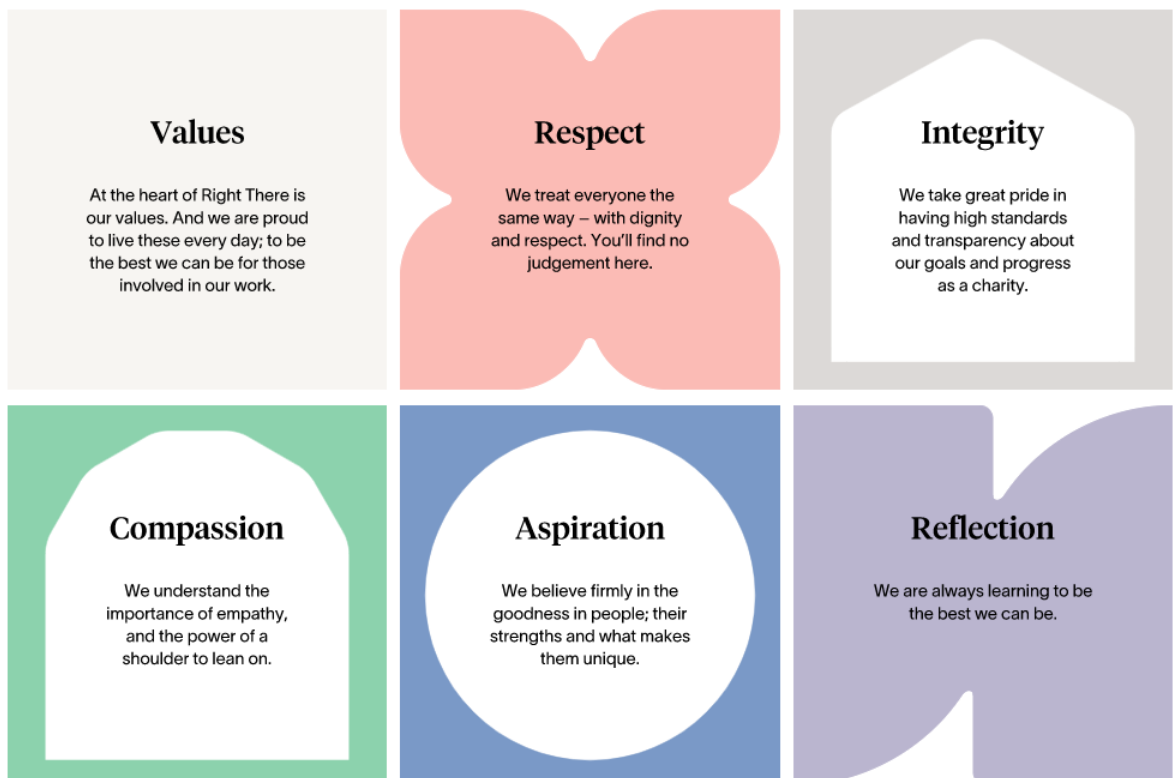 Values
At the heart of Right There is
our values. And we are proud
to live these every day; to be
the best we can be for those
involved in our work.
Respect
We treat everyone the
same way – with dignity
and respect. You'll find no
judgement here.
Integrity
We take great pride in
having high standards
and transparency about
our goals and progress
as a charity.
Compassion
We understand the
importance of empathy,
and the power of a
shoulder to lean on.
Aspiration
We believe firmly in the
goodness in people; their
strengths and what makes
them unique.
Reflection
We are always learning to be
the best we can be.